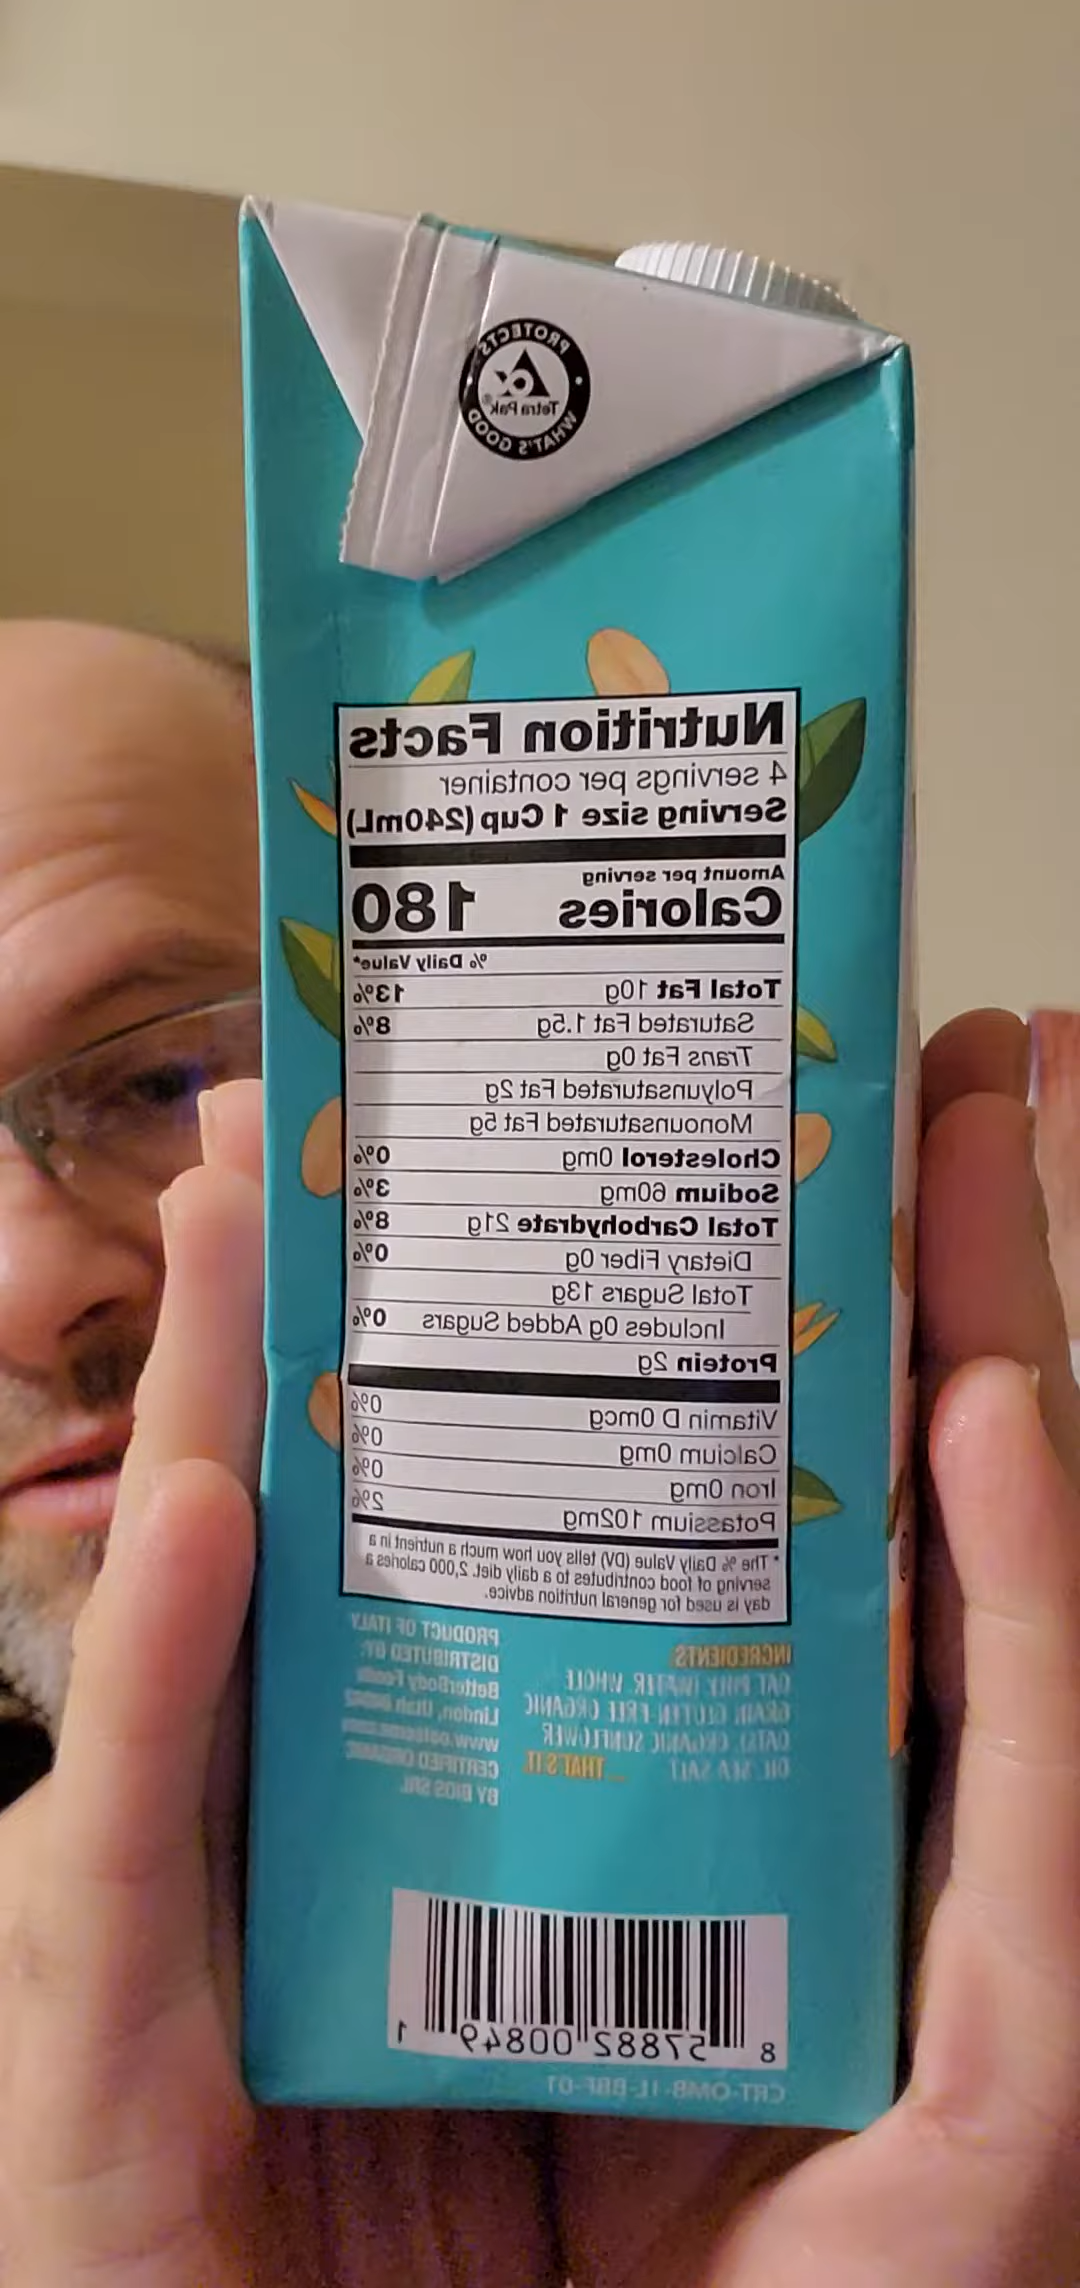 PROTECTS
Tetra Pak®
WHAT'S GOOD
Nutrition Facts
4 servings per container
Serving size 1 Cup (240mL)
Amount per serving
Calories 180
% Daily Value*
Total Fat 10g 13%
Saturated Fat 1.5g 8%
Trans Fat 0g
Polyunsaturated Fat 2g
Monounsaturated Fat 5g
Cholesterol 0mg 0%
Sodium 60mg 3%
Total Carbohydrate 21g 8%
Dietary Fiber 0g 0%
Total Sugars 13g
Includes 0g Added Sugars 0%
Protein 2g
Vitamin D 0mcg 0%
Calcium 0mg 0%
Iron 0mg 0%
Potassium 102mg 2%
* The % Daily Value (DV) tells you how much a nutrient in a
serving of food contributes to a daily diet. 2,000 calories a
day is used for general nutrition advice.
INGREDIENTS
OAT MILK (WATER, WHOLE
GRAIN, GLUTEN-FREE ORGANIC
OATS), ORGANIC SUNFLOWER
OIL, SEA SALT. ...THAT'S IT.
PRODUCT OF ITALY
DISTRIBUTED BY:
BetterBody Foods
Lindon, Utah
CERTIFIED ORGANIC
BY BIOS SRL
8 57882 00849 1
CRT-OMB-1L-BBF-01